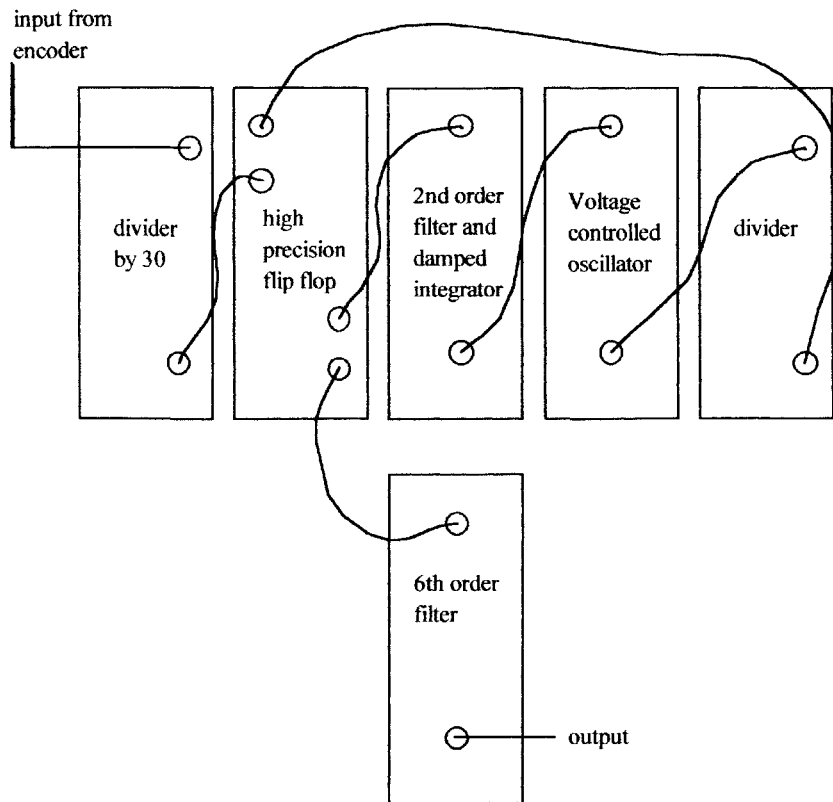 input from
encoder
divider
by 30
high
precision
flip flop
2nd order
filter and
damped
integrator
Voltage
controlled
oscillator
divider
6th order
filter
output